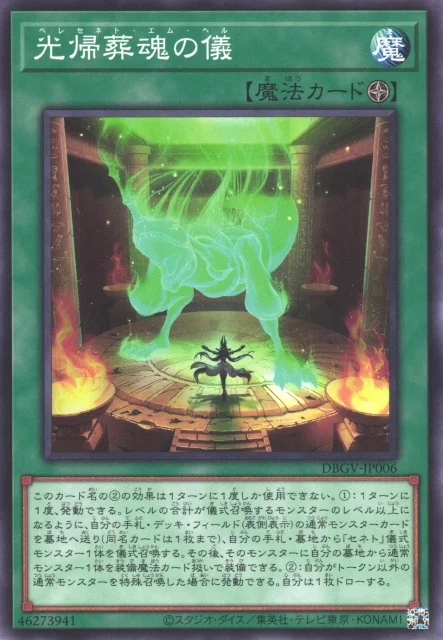 ペレセネト・エム・ヘル
光帰葬魂の儀
魔
【魔法カード】
DBGV-JP006
このカード名の②の効果は1ターンに1度しか使用できない。①：1ターンに
1度、発動できる。レベルの合計が儀式召喚するモンスターのレベル以上に
なるように、自分の手札・デッキ・フィールド(表側表示)の通常モンスターカード
を墓地へ送り(同名カードは1枚まで)、自分の手札・墓地から「セネト」儀式
モンスター1体を儀式召喚する。その後、そのモンスターに自分の墓地から通常
モンスター1体を装備魔法カード扱いで装備できる。②：自分がトークン以外の
通常モンスターを特殊召喚した場合に発動できる。自分は1枚ドローする。
46273941
©スタジオ・ダイス／集英社・テレビ東京・KONAMI